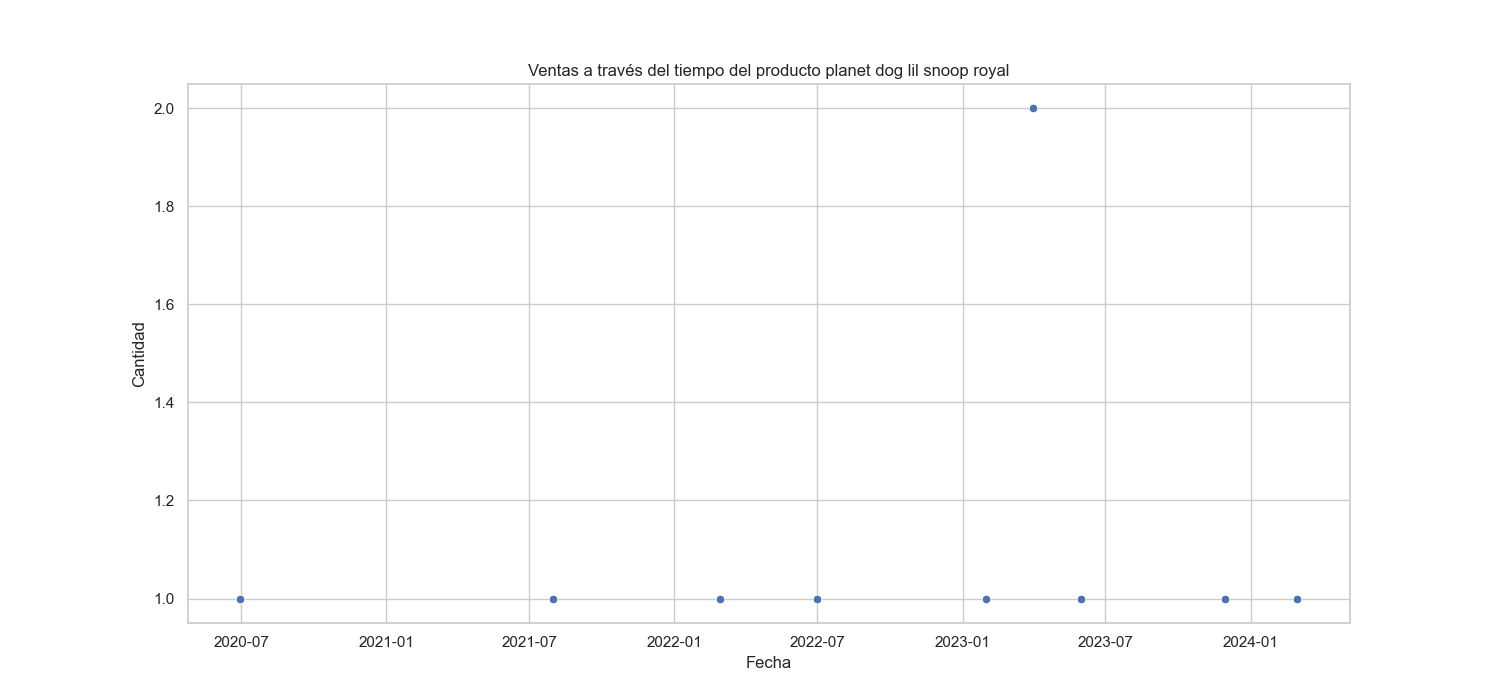 Ventas a través del tiempo del producto planet dog lil snoop royal
2.0
1.8
1.6
1.4
1.2
1.0
Cantidad
2020-07 2021-01 2021-07 2022-01 2022-07 2023-01 2023-07 2024-01
Fecha